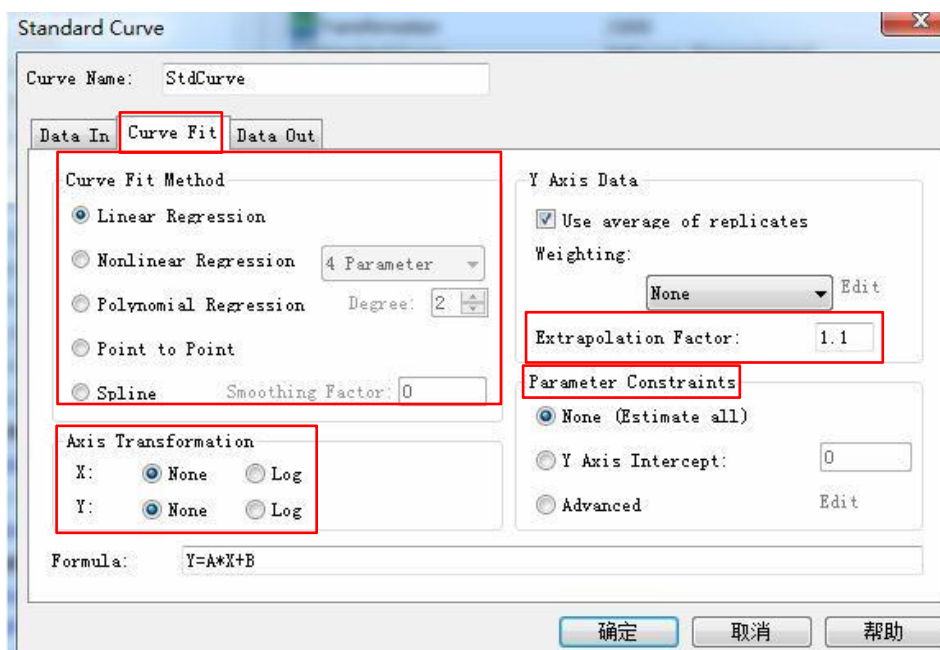 Standard Curve
Curve Name: StdCurve
Data In Curve Fit Data Out
Curve Fit Method
Linear Regression
Nonlinear Regression 4 Parameter
Polynomial Regression Degree: 2
Point to Point
Spline Smoothing Factor: 0
Axis Transformation
X: None Log
Y: None Log
Y Axis Data
Use average of replicates
Weighting:
None Edit
Extrapolation Factor: 1.1
Parameter Constraints
None (Estimate all)
Y Axis Intercept: 0
Advanced Edit
Formula: Y=A*X+B
确定 取消 帮助